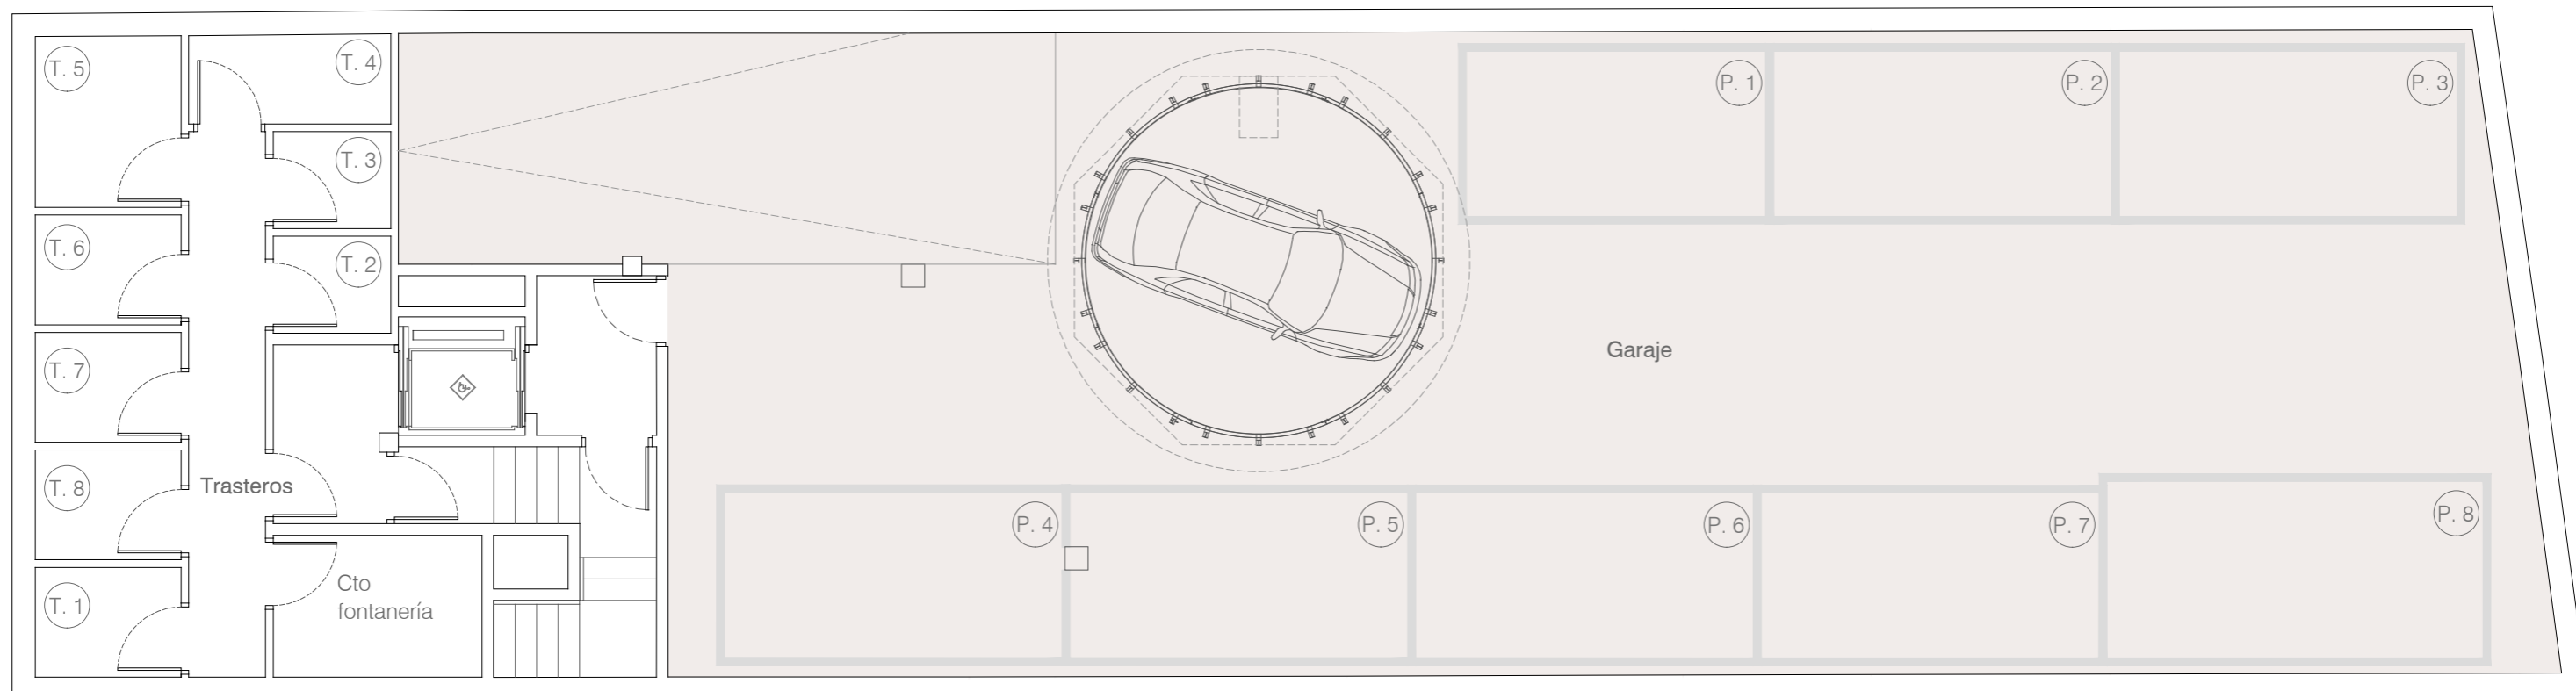 T. 5
T. 4
P. 1
P. 2
P. 3
T. 3
T. 6
T. 2
Garaje
T. 7
T. 8
Trasteros
P. 4
P. 5
P. 6
P. 7
P. 8
Cto
fontanería
T. 1